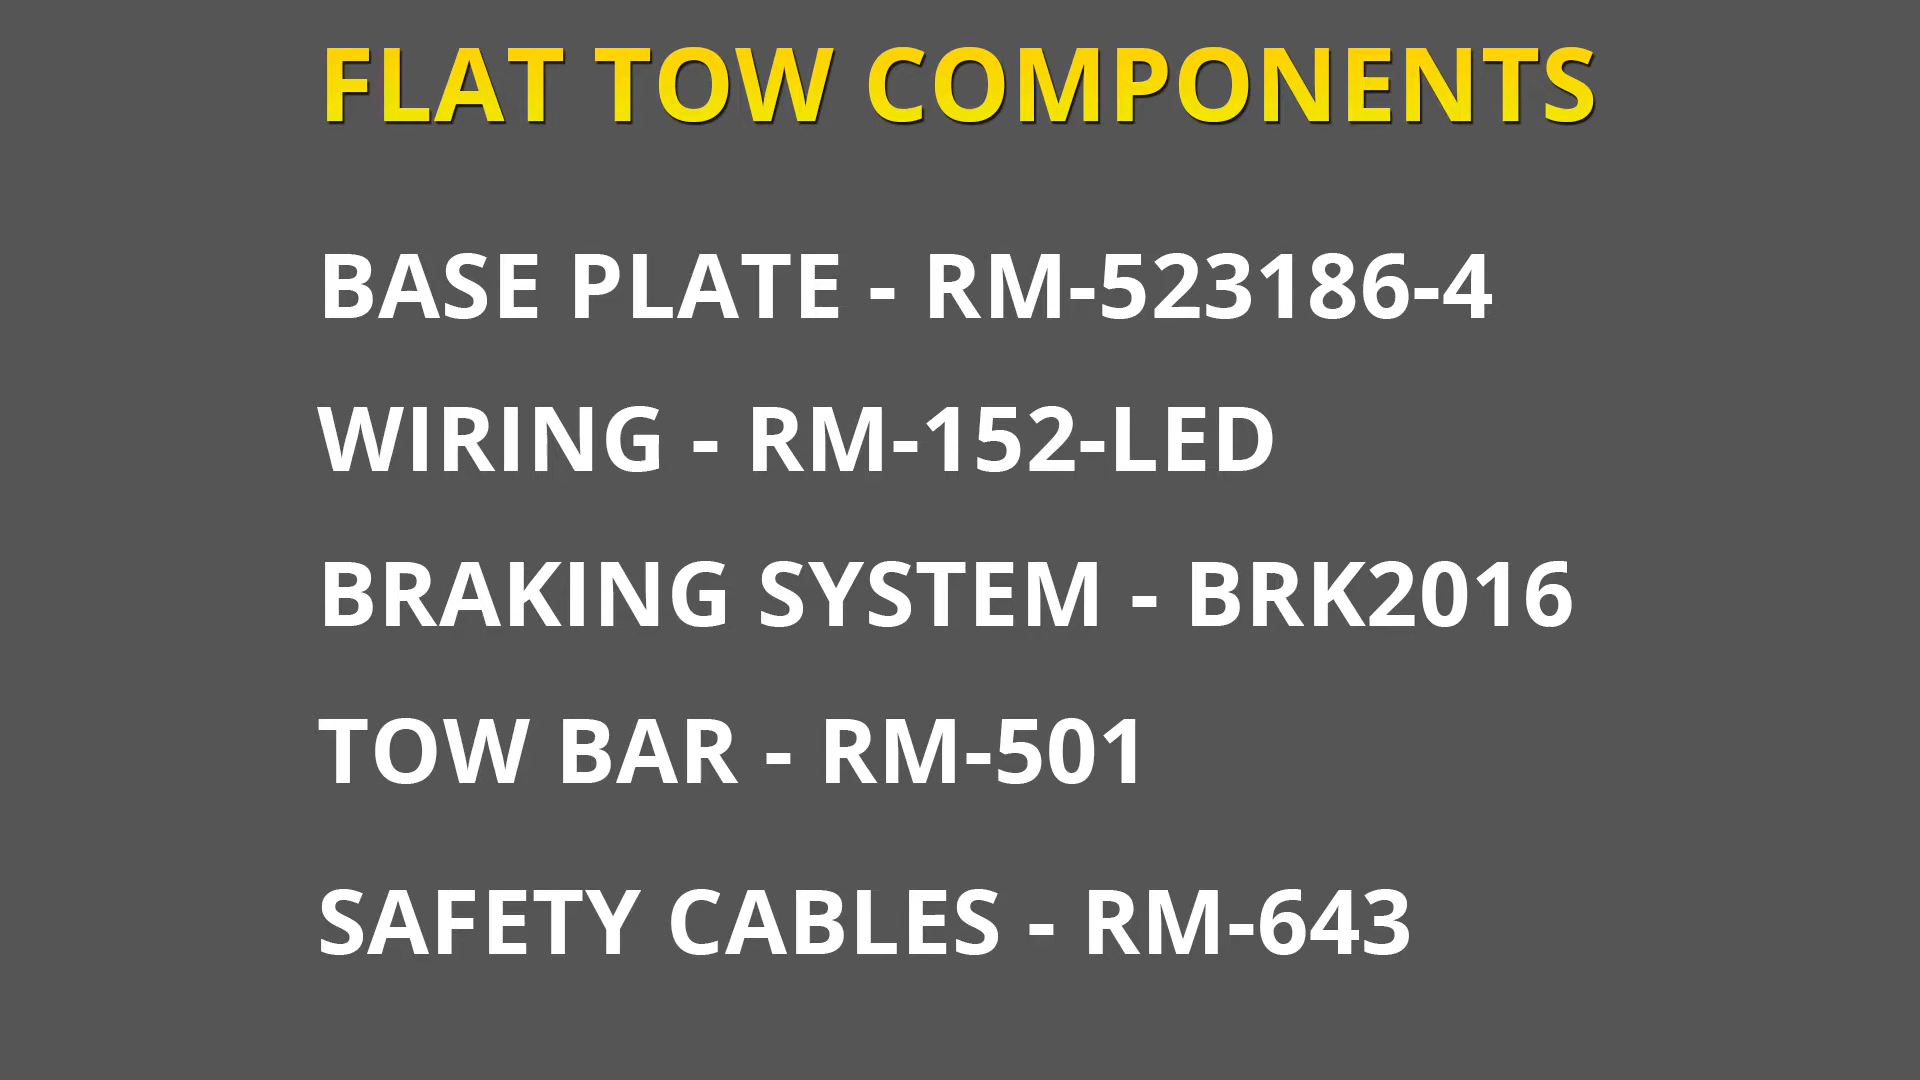 FLAT TOW COMPONENTS
BASE PLATE - RM-523186-4
WIRING - RM-152-LED
BRAKING SYSTEM - BRK2016
TOW BAR - RM-501
SAFETY CABLES - RM-643